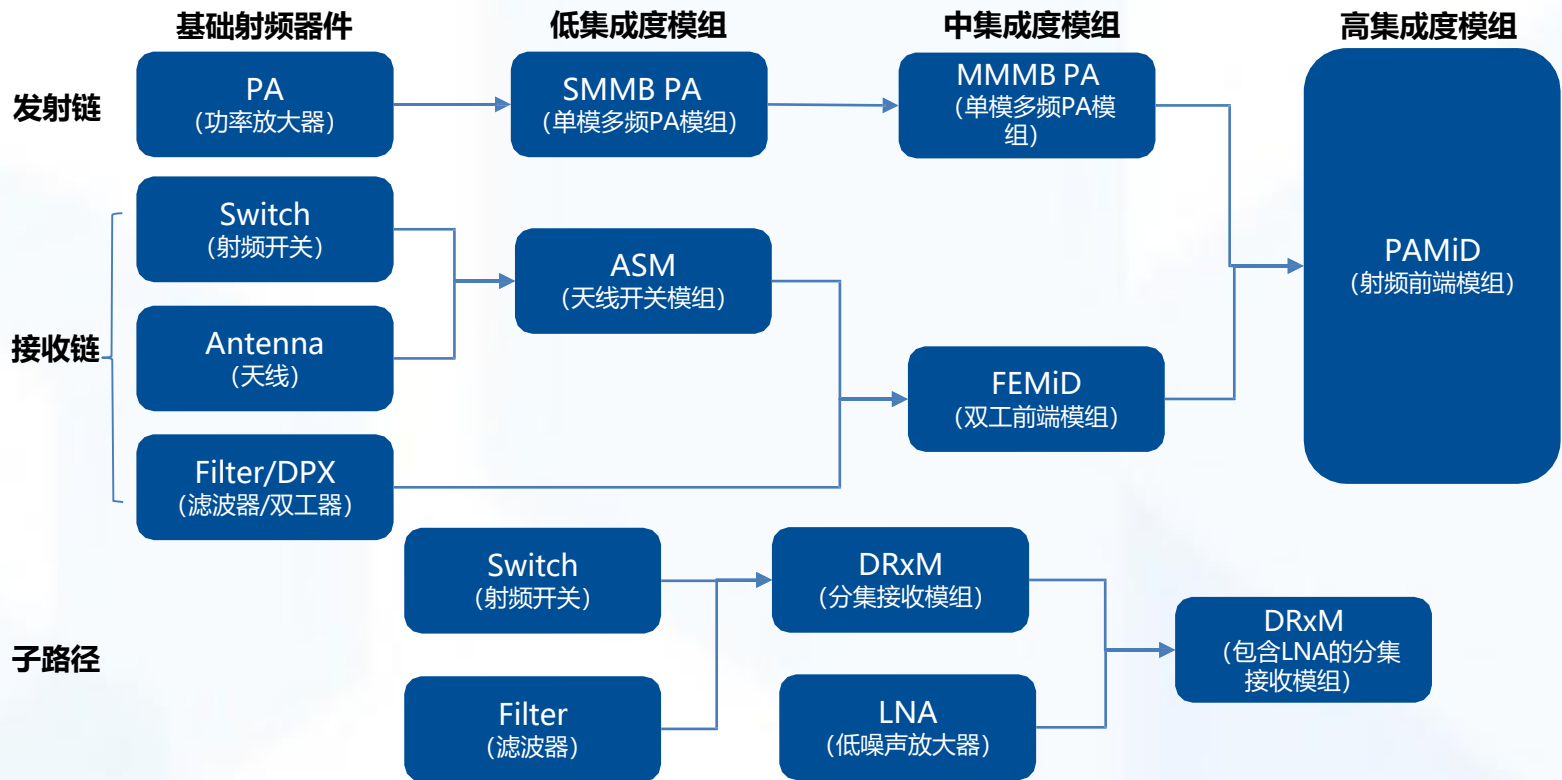 基础射频器件
低集成度模组
中集成度模组
高集成度模组
发射链
PA
（功率放大器）
SMMB PA
（单模多频PA模组）
MMMB PA
（单模多频PA模
组）
PAMiD
（射频前端模组）
接收链
Switch
（射频开关）
Antenna
（天线）
Filter/DPX
（滤波器/双工器）
ASM
（天线开关模组）
FEMiD
（双工前端模组）
子路径
Switch
（射频开关）
Filter
（滤波器）
DRxM
（分集接收模组）
LNA
（低噪声放大器）
DRxM
（包含LNA的分集
接收模组）